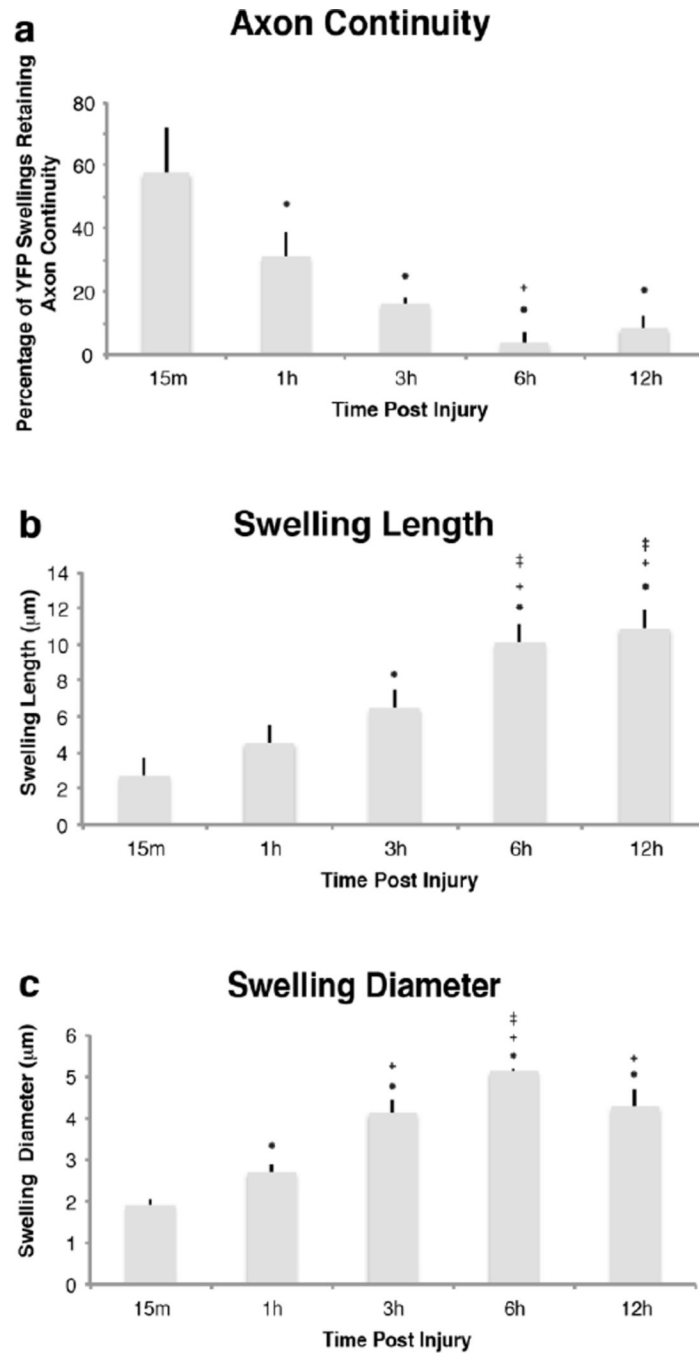 a
Axon Continuity
Percentage of YFP Swellings Retaining
Axon Continuity
80
60
40
20
0
*
*
+
*
*
15m 1h 3h 6h 12h
Time Post Injury
b
Swelling Length
Swelling Length (μm)
14
12
10
8
6
4
2
0
*
‡
+
*
‡
+
*
15m 1h 3h 6h 12h
Time Post Injury
c
Swelling Diameter
Swelling Diameter (μm)
6
5
4
3
2
1
0
*
+
*
‡
+
*
+
*
15m 1h 3h 6h 12h
Time Post Injury